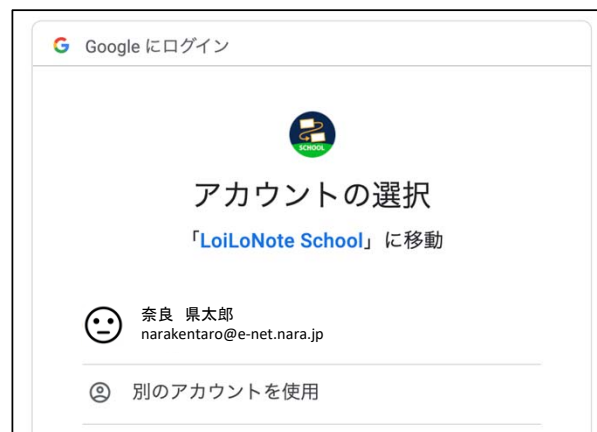 Google にログイン
SCHOOL
アカウントの選択
「LoiLoNote School」に移動
奈良　県太郎
narakentaro@e-net.nara.jp
別のアカウントを使用